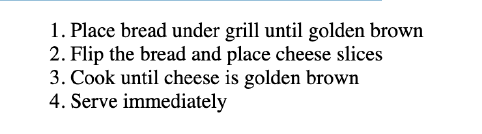 1. Place bread under grill until golden brown
2. Flip the bread and place cheese slices
3. Cook until cheese is golden brown
4. Serve immediately